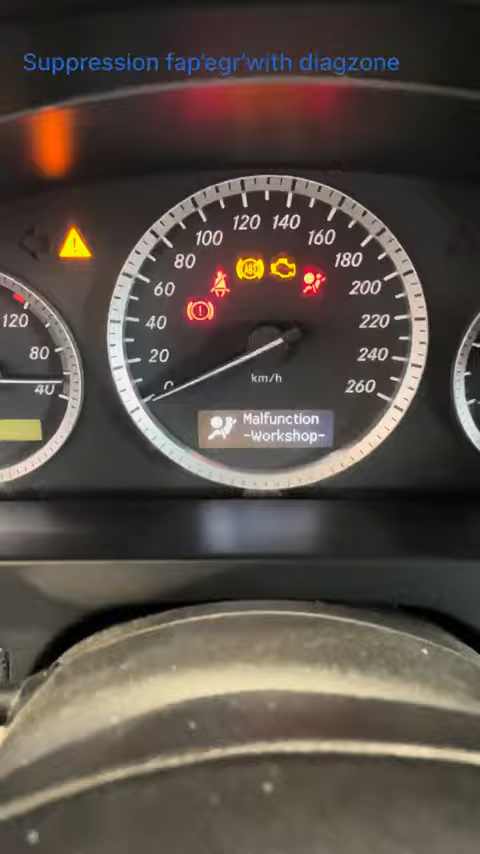 Suppression fap'egr'with diagzone
120 140
100 160
80 180
60 200
40 220
20 240
0 260
km/h
ABS
120
80
40
Malfunction
-Workshop-